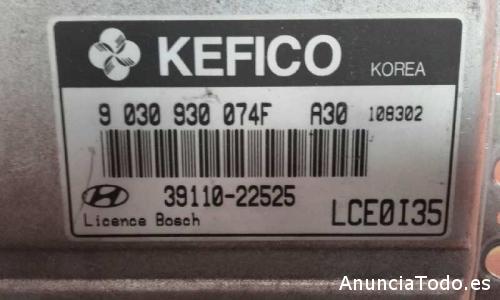 KEFICO KOREA
9 030 930 074F A30 108302
39110-22525
Licence Bosch LCE0I35
AnunciaTodo.es